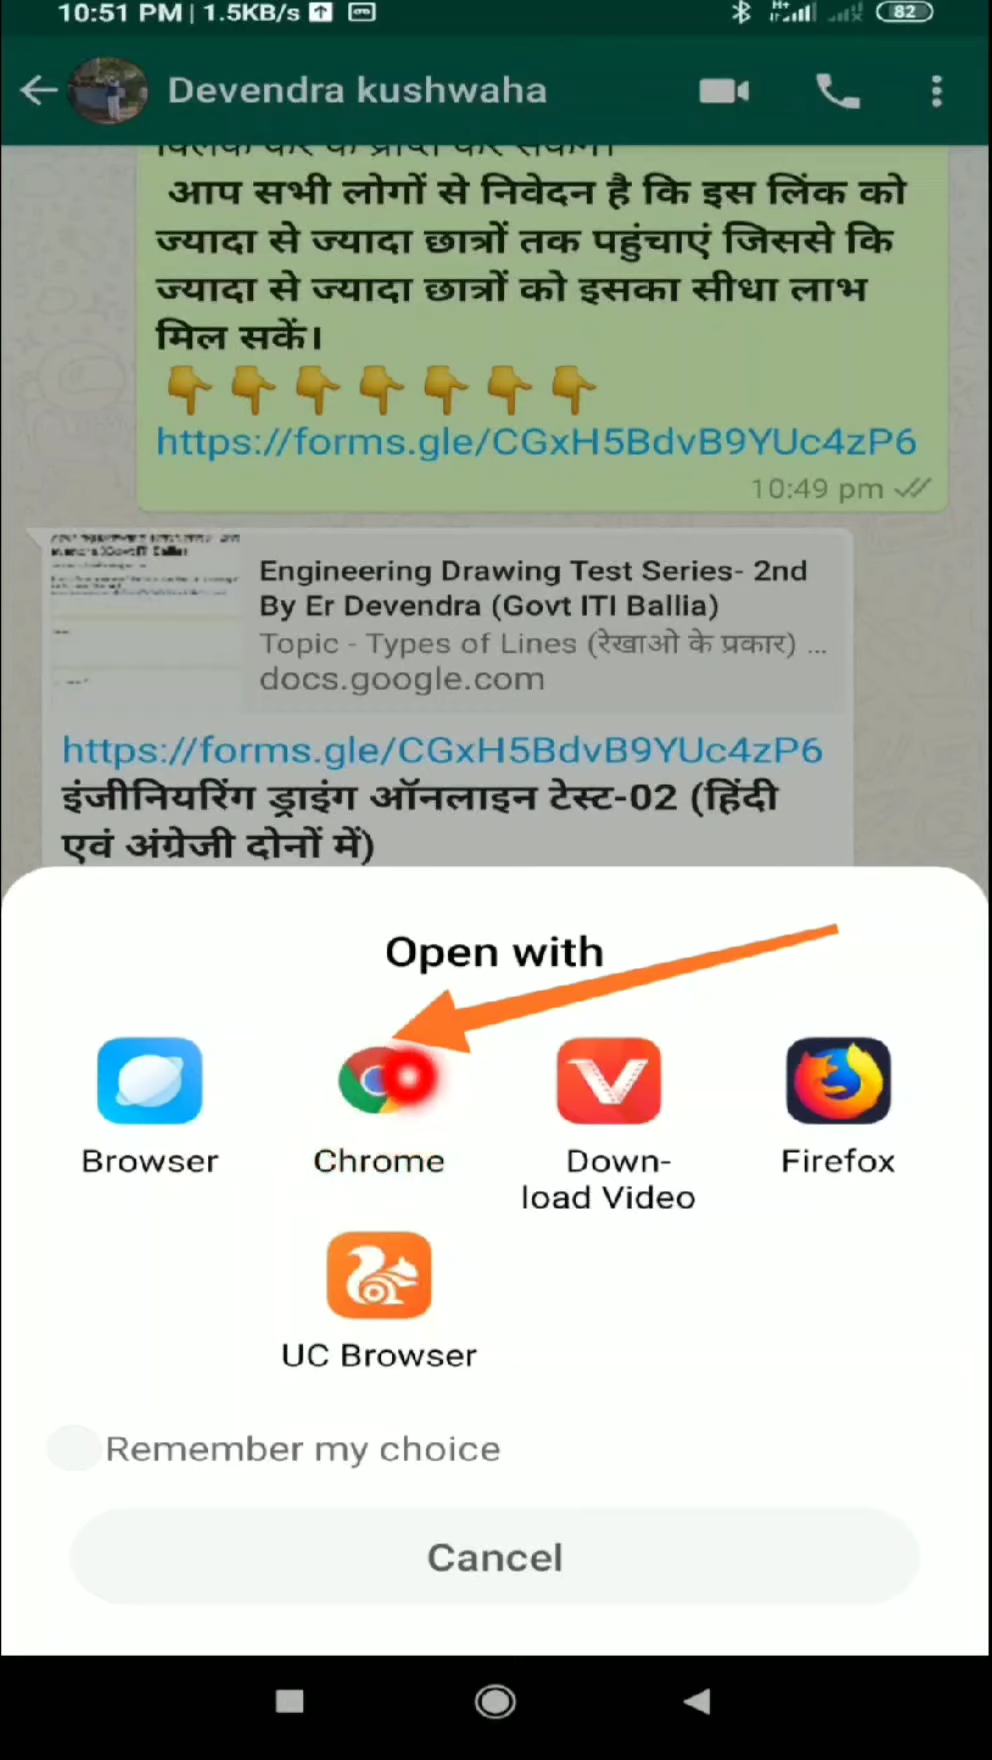 10:51 PM | 1.5KB/s
H+
82
Devendra kushwaha
आप सभी लोगों से निवेदन है कि इस लिंक को
ज्यादा से ज्यादा छात्रों तक पहुंचाएं जिससे कि
ज्यादा से ज्यादा छात्रों को इसका सीधा लाभ
मिल सकें।
👇👇👇👇👇👇👇
https://forms.gle/CGxH5BdvB9YUc4zP6
10:49 pm
Engineering Drawing Test Series- 2nd
By Er Devendra (Govt ITI Ballia)
Topic - Types of Lines (रेखाओ के प्रकार) ...
docs.google.com
https://forms.gle/CGxH5BdvB9YUc4zP6
इंजीनियरिंग ड्राइंग ऑनलाइन टेस्ट-02 (हिंदी
एवं अंग्रेजी दोनों में)
Open with
Browser
Chrome
Down-
load Video
Firefox
UC Browser
Remember my choice
Cancel